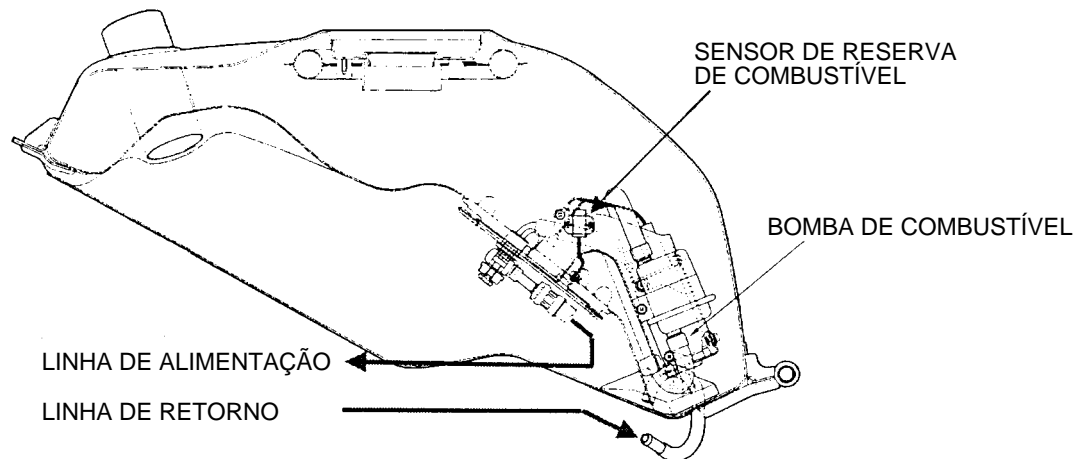 SENSOR DE RESERVA
DE COMBUSTÍVEL
BOMBA DE COMBUSTÍVEL
LINHA DE ALIMENTAÇÃO
LINHA DE RETORNO